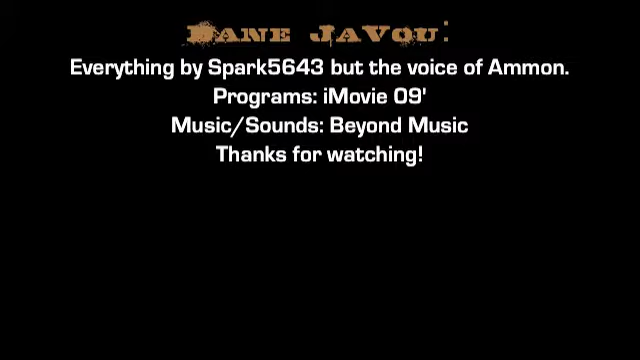 Dane JaVou:
Everything by Spark5643 but the voice of Ammon.
Programs: iMovie 09'
Music/Sounds: Beyond Music
Thanks for watching!